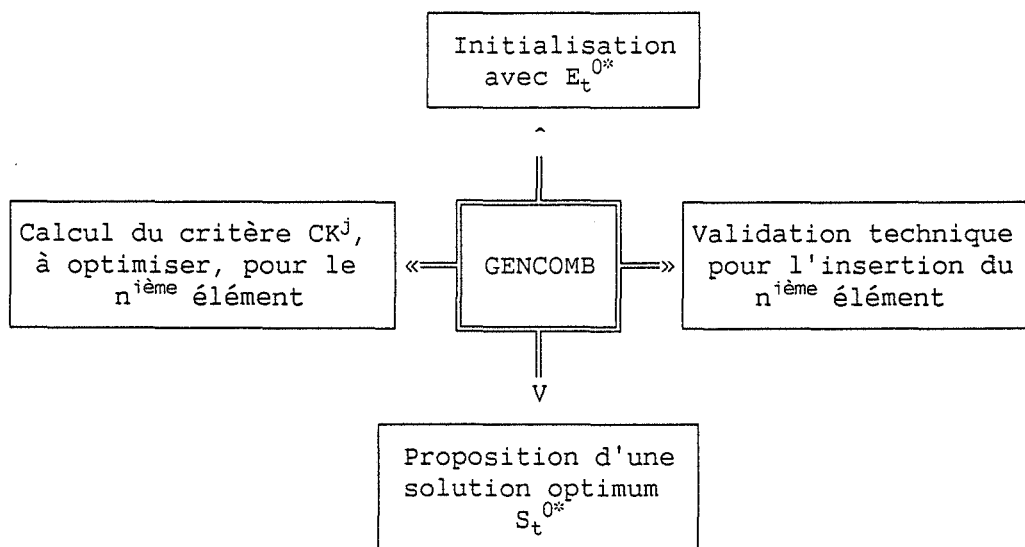 Initialisation
avec E_t^0*
^
Calcul du critère CK^j,
à optimiser, pour le
n^ième élément
«
GENCOMB
»
Validation technique
pour l'insertion du
n^ième élément
V
Proposition d'une
solution optimum
S_t^0*